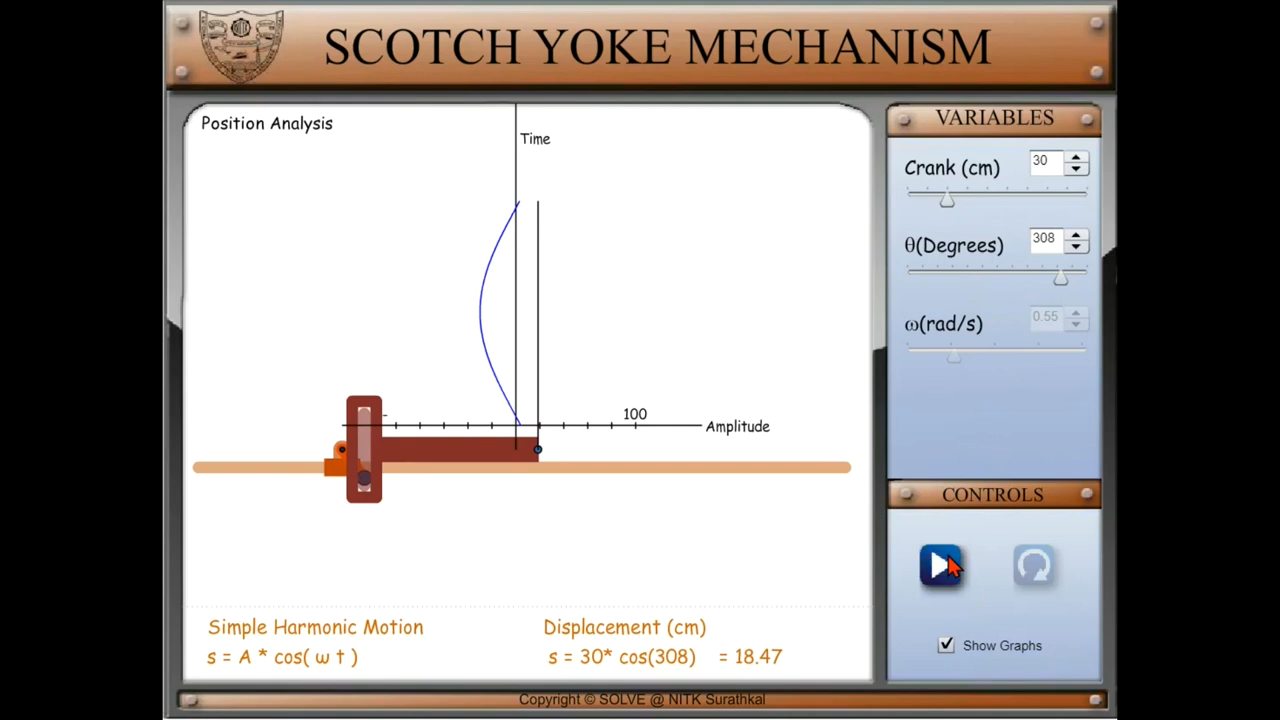 SCOTCH YOKE MECHANISM
Position Analysis
Time
100
Amplitude
Simple Harmonic Motion
s = A * cos( ω t )
Displacement (cm)
s = 30* cos(308) = 18.47
VARIABLES
Crank (cm) 30
θ(Degrees) 308
ω(rad/s) 0.55
CONTROLS
Show Graphs
Copyright © SOLVE @ NITK Surathkal